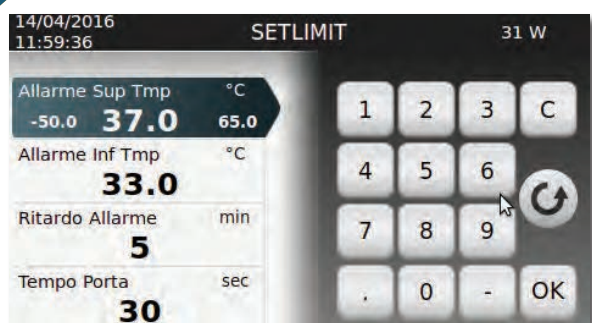 14/04/2016
11:59:36
SETLIMIT
31 W
Allarme Sup Tmp °C
-50.0 37.0 65.0
Allarme Inf Tmp °C
33.0
Ritardo Allarme min
5
Tempo Porta sec
30
1 2 3 C
4 5 6
7 8 9
. 0 - OK